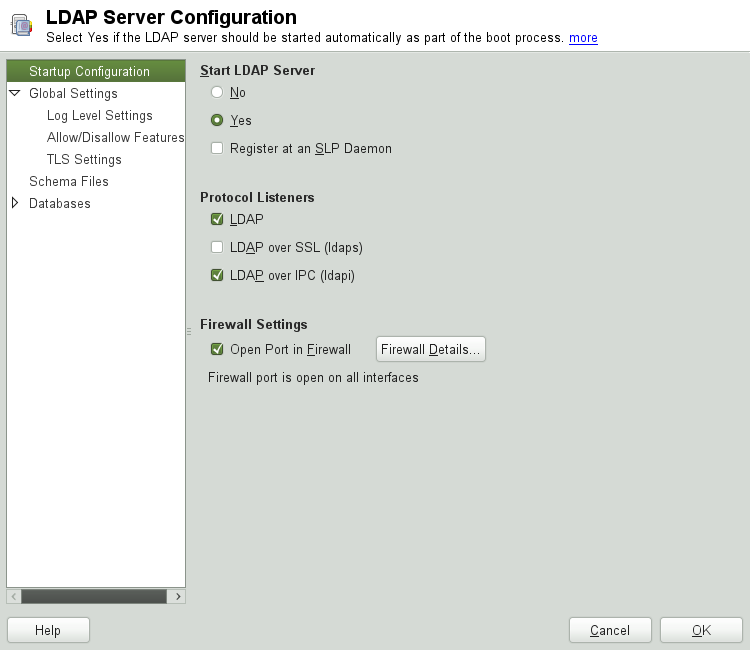 LDAP Server Configuration
Select Yes if the LDAP server should be started automatically as part of the boot process. more
Startup Configuration
Global Settings
Log Level Settings
Allow/Disallow Features
TLS Settings
Schema Files
Databases
Start LDAP Server
No
Yes
Register at an SLP Daemon
Protocol Listeners
LDAP
LDAP over SSL (ldaps)
LDAP over IPC (ldapi)
Firewall Settings
Open Port in Firewall
Firewall Details...
Firewall port is open on all interfaces
Help
Cancel
OK